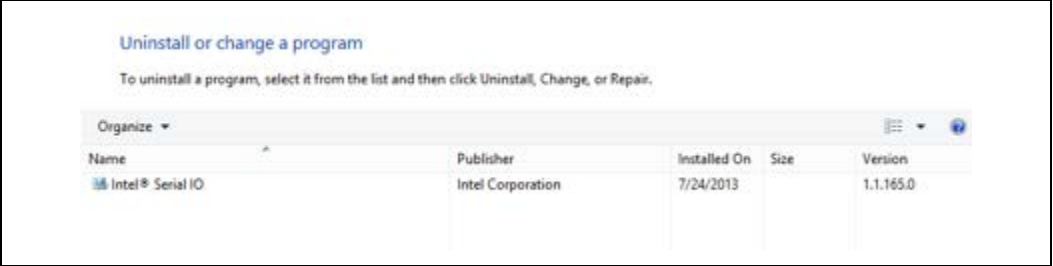 Uninstall or change a program
To uninstall a program, select it from the list and then click Uninstall, Change, or Repair.
Organize
Name Publisher Installed On Size Version
Intel® Serial IO Intel Corporation 7/24/2013 1.1.165.0